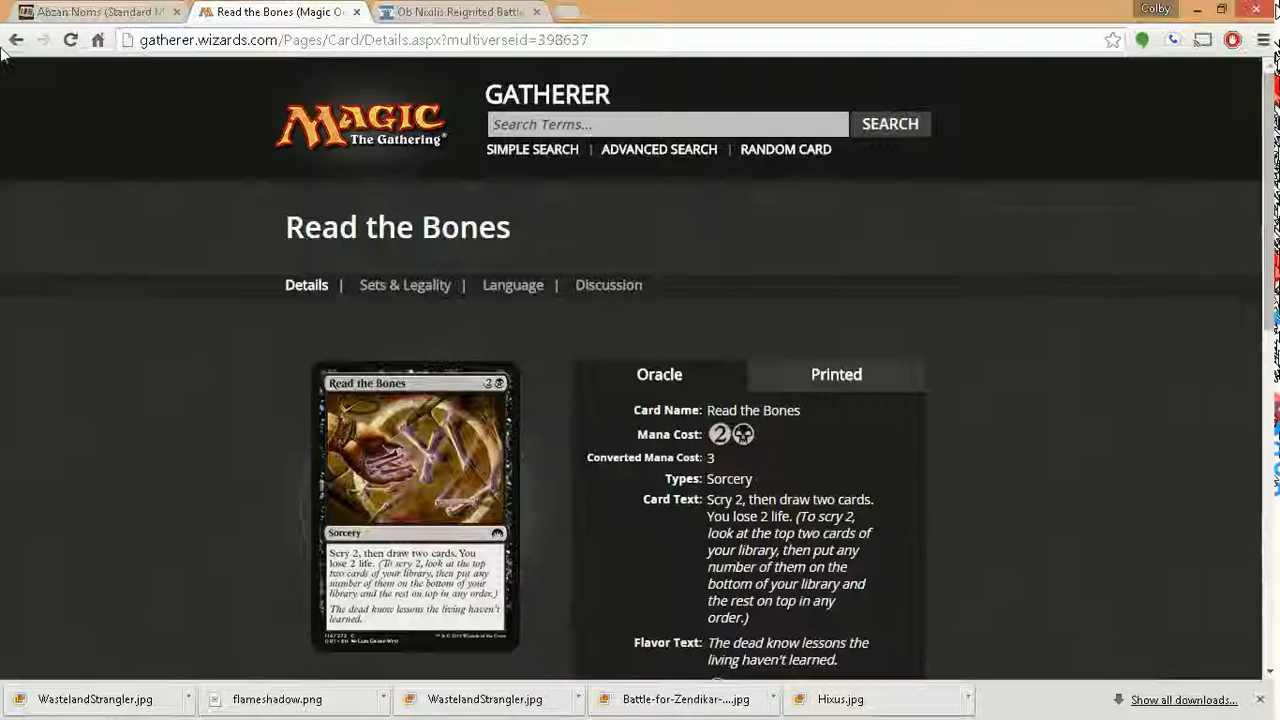 Abzan Noms (Standard M
Read the Bones (Magic O
Ob Nixilis Reignited Battl
Colby
gatherer.wizards.com/Pages/Card/Details.aspx?multiverseid=398637
MAGIC
The Gathering®
GATHERER
Search Terms...
SEARCH
SIMPLE SEARCH | ADVANCED SEARCH | RANDOM CARD
Read the Bones
Details | Sets & Legality | Language | Discussion
Read the Bones 2
Sorcery
Scry 2, then draw two cards. You
lose 2 life. (To scry 2, look at the top
two cards of your library, then put any
number of them on the bottom of your
library and the rest on top in any order.)
The dead know lessons the living haven't
learned.
Oracle
Printed
Card Name: Read the Bones
Mana Cost: 2
Converted Mana Cost: 3
Types: Sorcery
Card Text: Scry 2, then draw two cards.
You lose 2 life. (To scry 2,
look at the top two cards of
your library, then put any
number of them on the
bottom of your library and
the rest on top in any
order.)
Flavor Text: The dead know lessons the
living haven't learned.
WastelandStrangler.jpg
flameshadow.png
WastelandStrangler.jpg
Battle-for-Zendikar-....jpg
Hixus.jpg
Show all downloads...